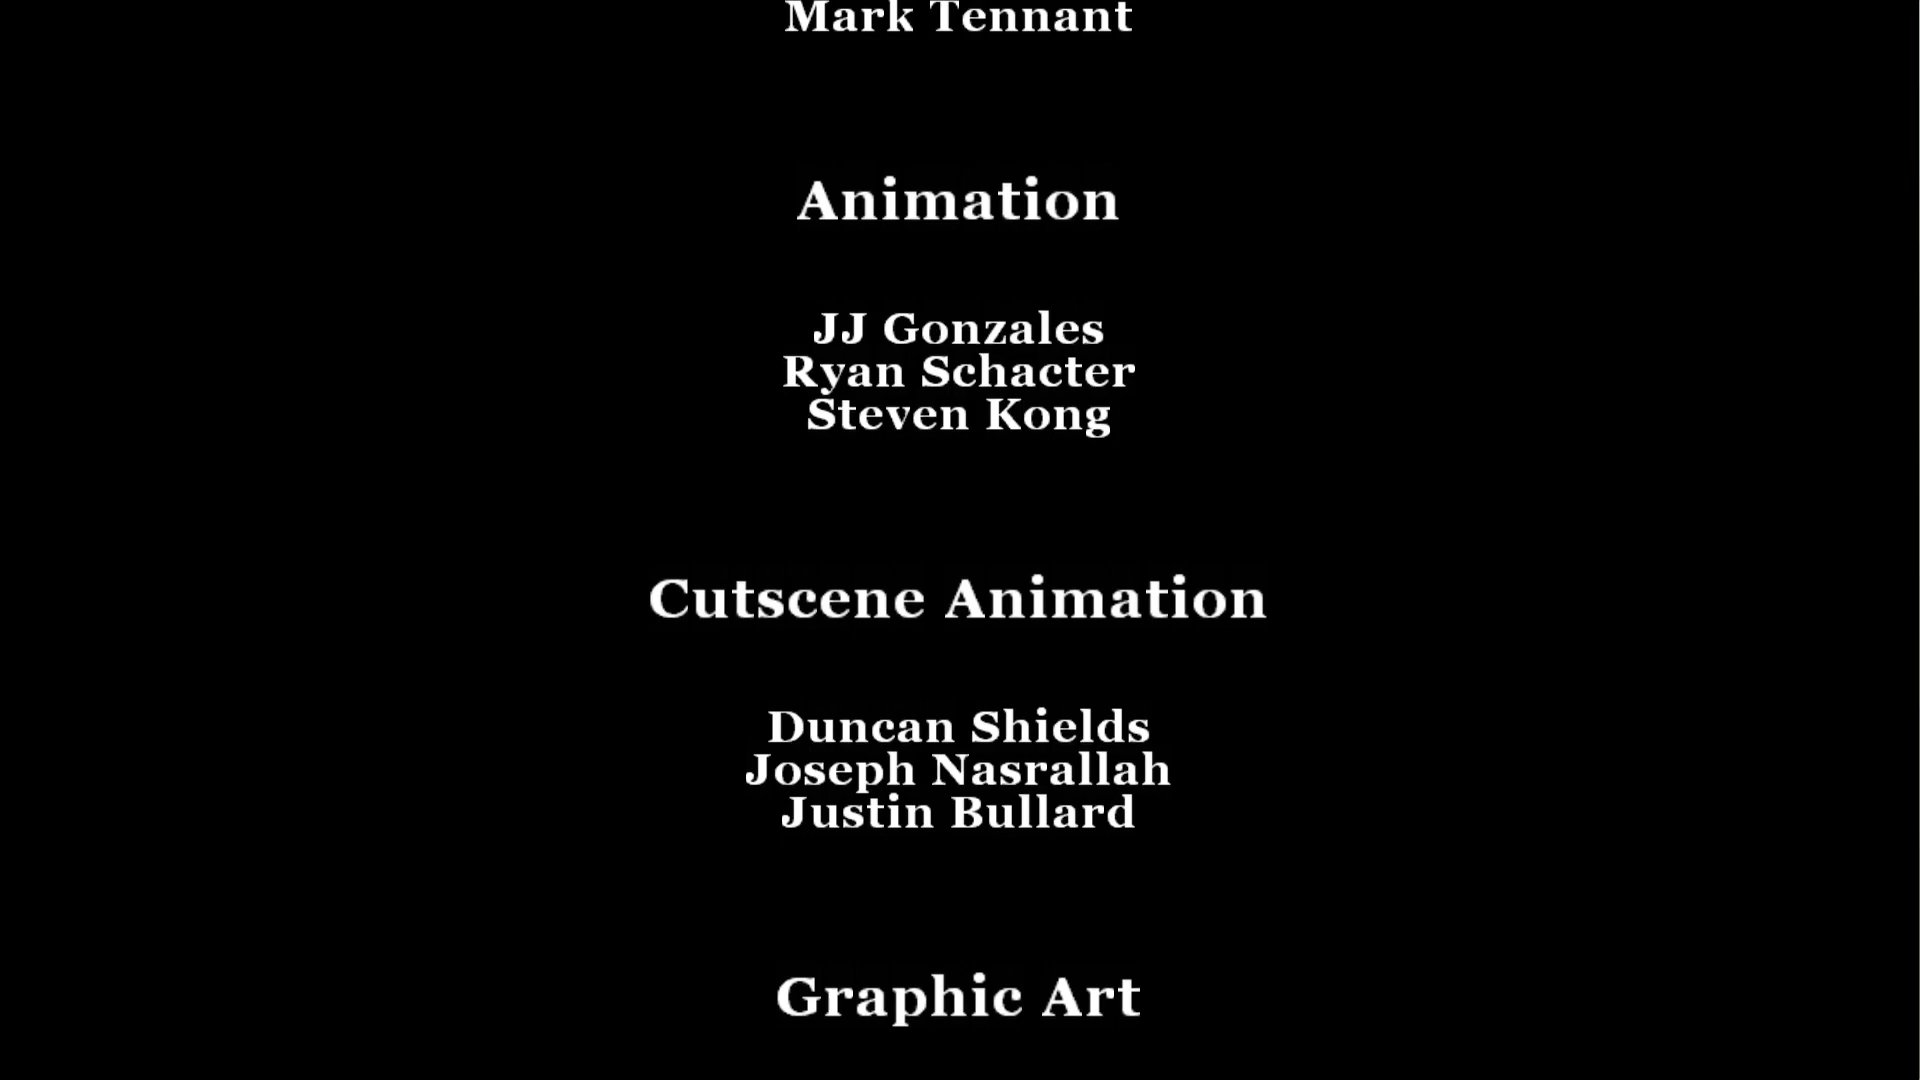 Mark Tennant
Animation
JJ Gonzales
Ryan Schacter
Steven Kong
Cutscene Animation
Duncan Shields
Joseph Nasrallah
Justin Bullard
Graphic Art